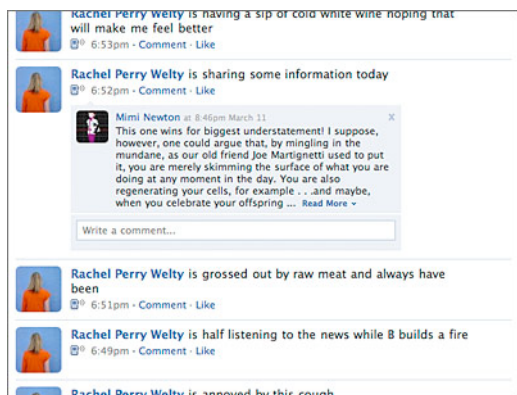 Rachel Perry Welty is having a sip of cold white wine hoping that
will make me feel better
6:53pm - Comment · Like
Rachel Perry Welty is sharing some information today
6:52pm - Comment · Like
Mimi Newton at 8:46pm March 11 X
This one wins for biggest understatement! I suppose,
however, one could argue that, by mingling in the
mundane, as our old friend Joe Martignetti used to put
it, you are merely skimming the surface of what you are
doing at any moment in the day. You are also
regenerating your cells, for example . . .and maybe,
when you celebrate your offspring ... Read More
Write a comment...
Rachel Perry Welty is grossed out by raw meat and always have
been
6:51pm - Comment · Like
Rachel Perry Welty is half listening to the news while B builds a fire
6:49pm - Comment · Like
Rachel Perry Welty is annoyed by this cough